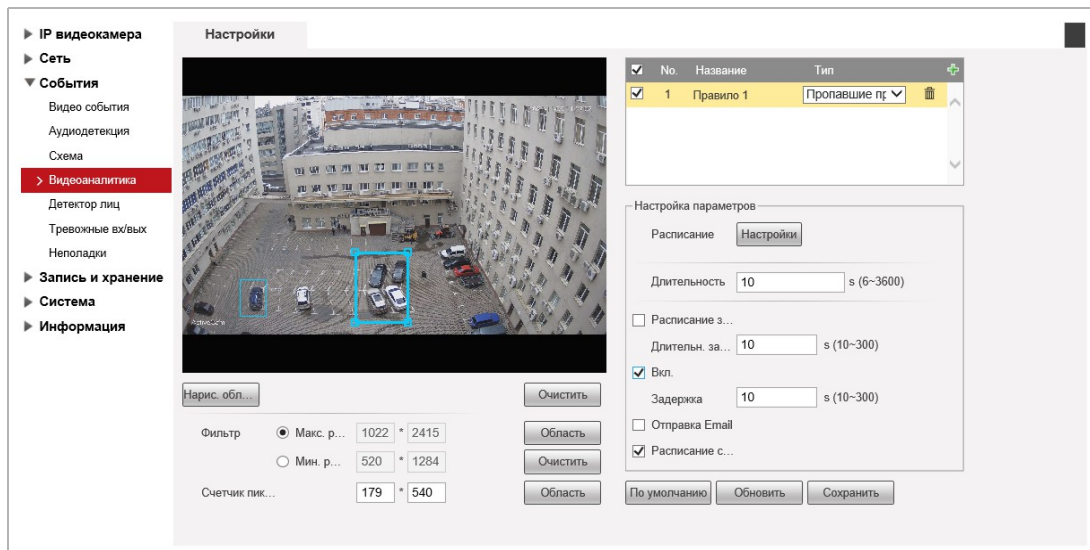 IP видеокамера
Сеть
События
Видео события
Аудиодетекция
Схема
Видеоаналитика
Детектор лиц
Тревожные вх/вых
Неполадки
Запись и хранение
Система
Информация
Настройки
ActiveCam
Нарис. обл...
Очистить
Фильтр Макс. р... 1022 * 2415 Область
Мин. р... 520 * 1284 Очистить
Счетчик пик... 179 * 540 Область
No. Название Тип
1 Правило 1 Пропавшие пр
Настройка параметров
Расписание Настройки
Длительность 10 s (6~3600)
Расписание з...
Длительн. за... 10 s (10~300)
Вкл.
Задержка 10 s (10~300)
Отправка Email
Расписание с...
По умолчанию Обновить Сохранить